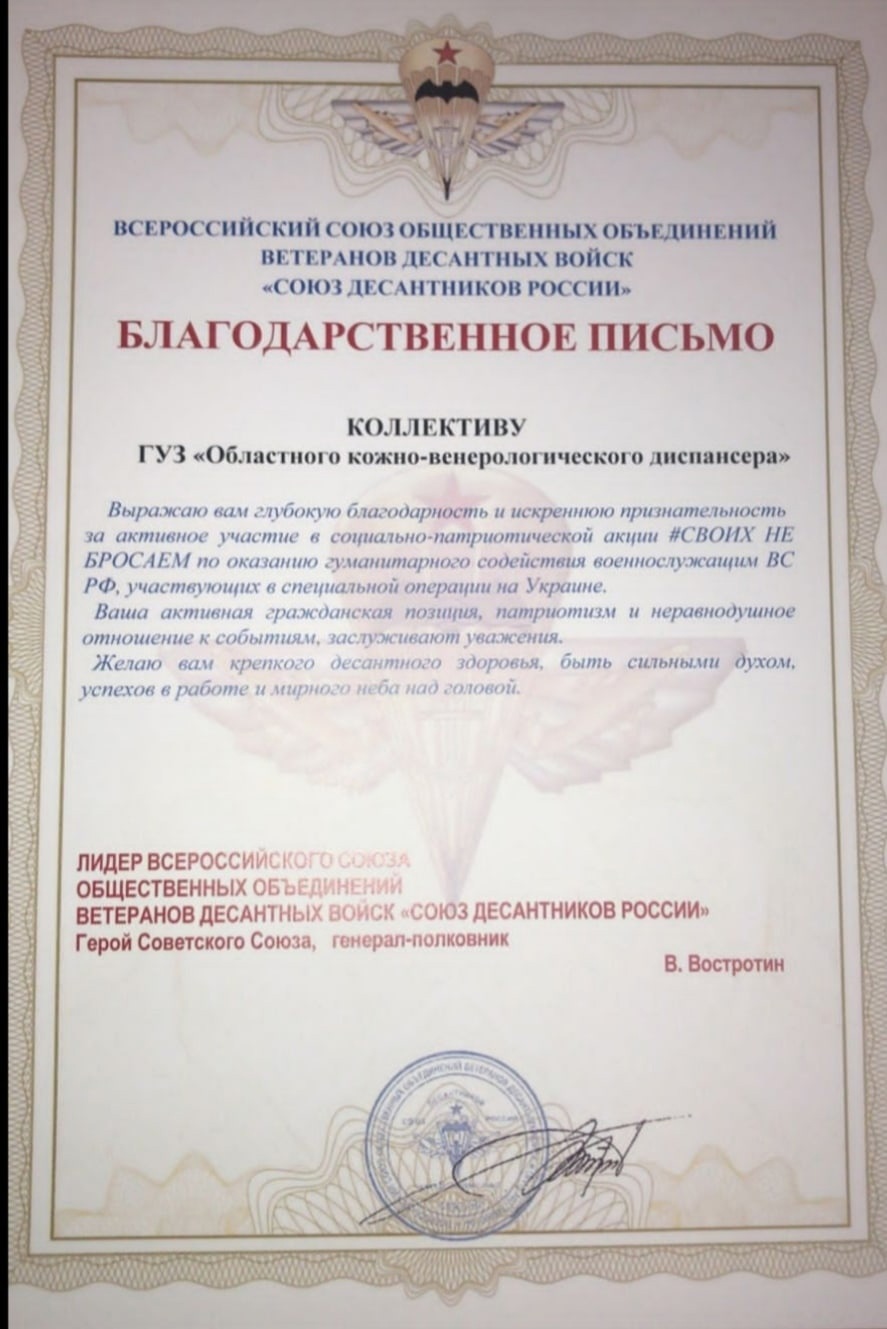 ВСЕРОССИЙСКИЙ СОЮЗ ОБЩЕСТВЕННЫХ ОБЪЕДИНЕНИЙ
ВЕТЕРАНОВ ДЕСАНТНЫХ ВОЙСК
«СОЮЗ ДЕСАНТНИКОВ РОССИИ»
БЛАГОДАРСТВЕННОЕ ПИСЬМО
КОЛЛЕКТИВУ
ГУЗ «Областного кожно-венерологического диспансера»
Выражаю вам глубокую благодарность и искреннюю признательность
за активное участие в социально-патриотической акции #СВОИХ НЕ
БРОСАЕМ по оказанию гуманитарного содействия военнослужащим ВС
РФ, участвующих в специальной операции на Украине.
Ваша активная гражданская позиция, патриотизм и неравнодушное
отношение к событиям, заслуживают уважения.
Желаю вам крепкого десантного здоровья, быть сильными духом,
успехов в работе и мирного неба над головой.
ЛИДЕР ВСЕРОССИЙСКОГО СОЮЗА
ОБЩЕСТВЕННЫХ ОБЪЕДИНЕНИЙ
ВЕТЕРАНОВ ДЕСАНТНЫХ ВОЙСК «СОЮЗ ДЕСАНТНИКОВ РОССИИ»
Герой Советского Союза, генерал-полковник
В. Востротин